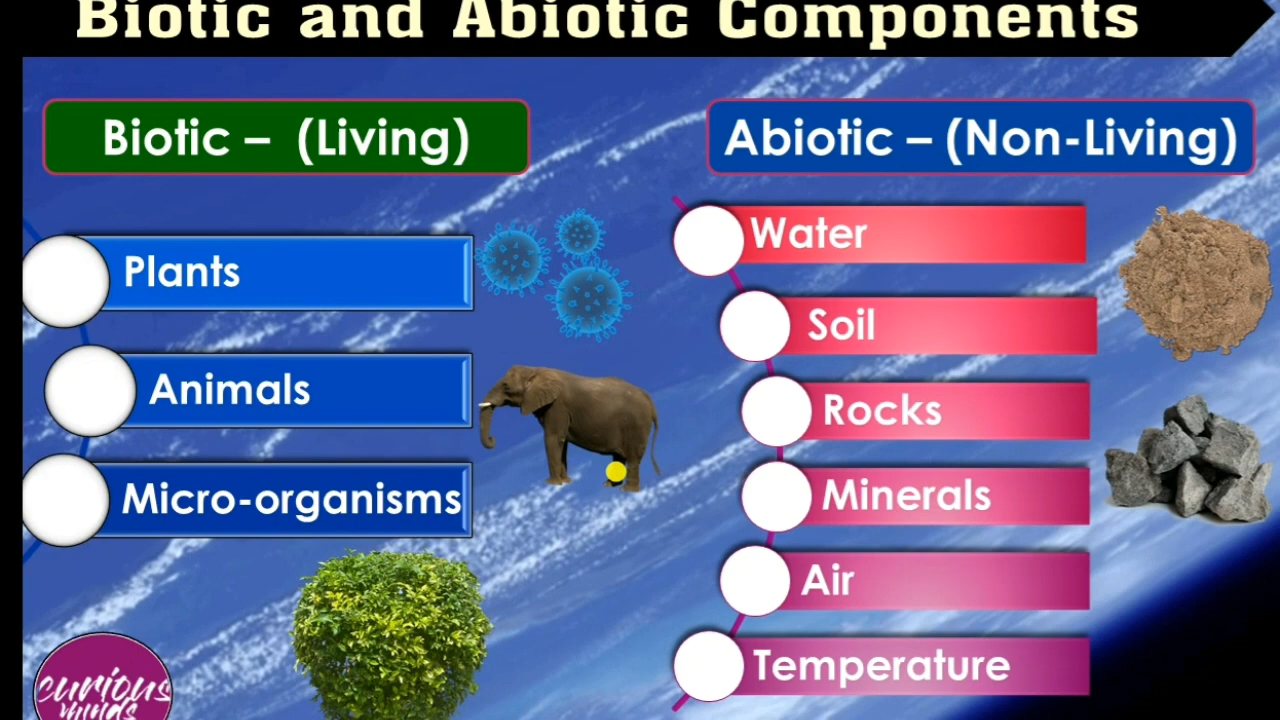 Biotic and Abiotic Components
Biotic – (Living)
Plants
Animals
Micro-organisms
Abiotic – (Non-Living)
Water
Soil
Rocks
Minerals
Air
Temperature
curious
minds